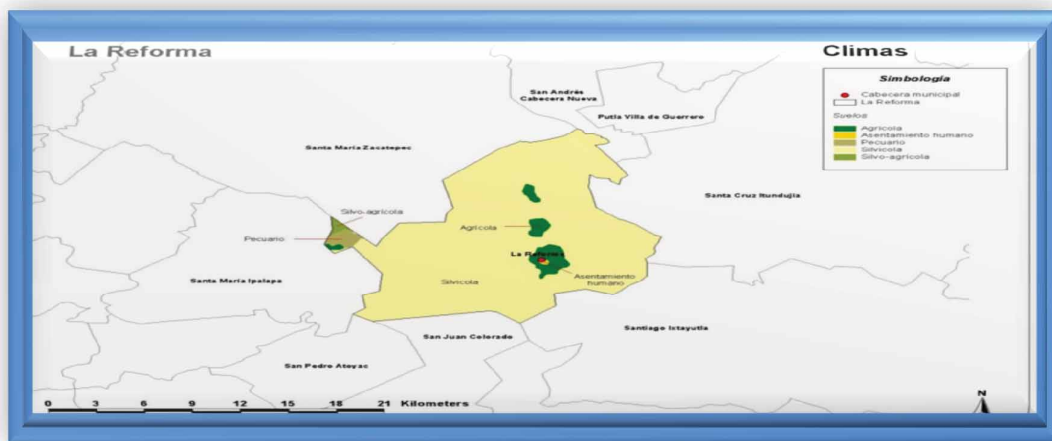 La Reforma
Climas
Simbología
Cabecera municipal
La Reforma
Suelos
Agrícola
Asentamiento humano
Pecuario
Silvícola
Silvo-agrícola
San Andrés
Cabecera Nueva
Putla Villa de Guerrero
Santa María Zacatepec
Santa Cruz Itundujia
Silvo-agrícola
Pecuario
Agrícola
La Reforma
Asentamiento
humano
Silvícola
Santa María Ipalapa
Santiago Ixtayutla
San Juan Colorado
San Pedro Atoyac
0 3 6 9 12 15 18 21 Kilometers
N